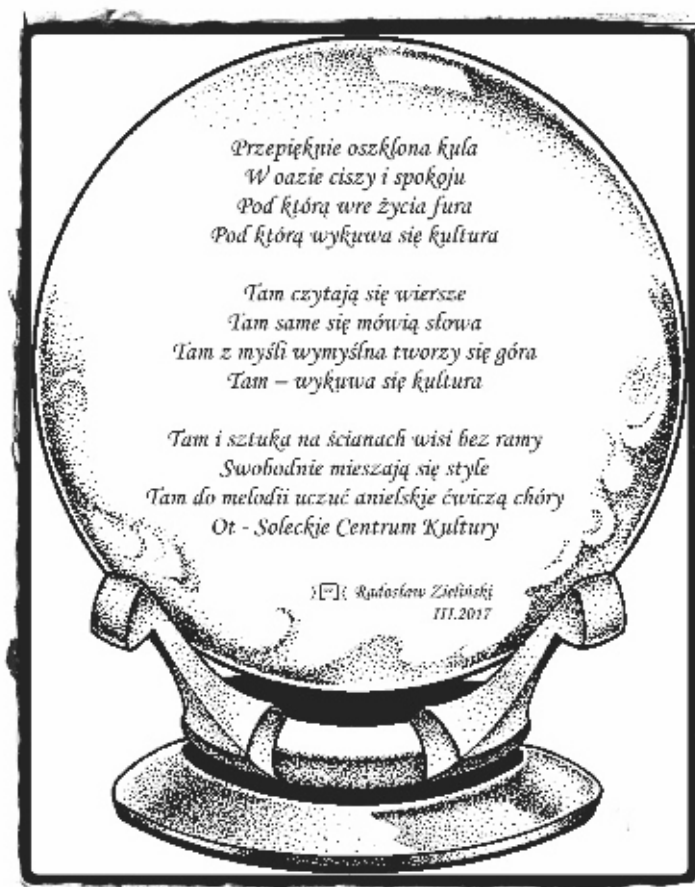 Przepięknie oszklona kula
W oazie ciszy i spokoju
Pod którą wre życia fura
Pod którą wykuwa się kultura
Tam czytają się wiersze
Tam same się mówią słowa
Tam z myśli wymyślna tworzy się góra
Tam – wykuwa się kultura
Tam i sztuka na ścianach wisi bez ramy
Swobodnie mieszają się style
Tam do melodii uczuć anielskie ćwiczą chóry
Ot - Soleckie Centrum Kultury
Radosław Zieliński
III.2017